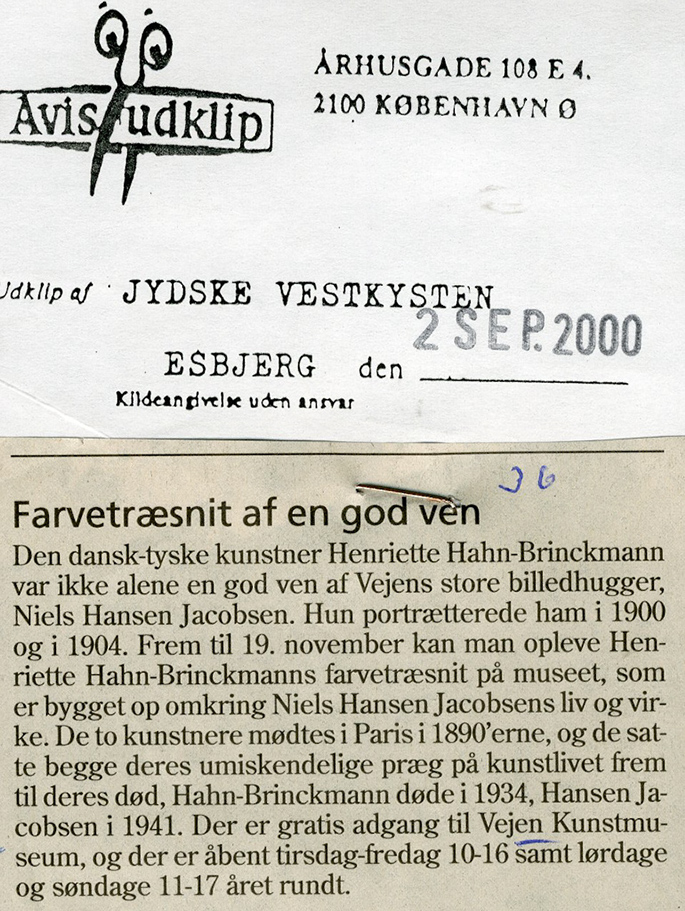 Avis udklip
ÅRHUSGADE 108 E 4.
2100 KØBENHAVN Ø
Udklip af JYDSKE VESTKYSTEN
2 SEP. 2000
ESBJERG den
Kildeangivelse uden ansvar
36
Farvetræsnit af en god ven
Den dansk-tyske kunstner Henriette Hahn-Brinckmann
var ikke alene en god ven af Vejens store billedhugger,
Niels Hansen Jacobsen. Hun portrætterede ham i 1900
og i 1904. Frem til 19. november kan man opleve Hen-
riette Hahn-Brinckmanns farvetræsnit på museet, som
er bygget op omkring Niels Hansen Jacobsens liv og vir-
ke. De to kunstnere mødtes i Paris i 1890'erne, og de sat-
te begge deres umiskendelige præg på kunstlivet frem
til deres død, Hahn-Brinckmann døde i 1934, Hansen Ja-
cobsen i 1941. Der er gratis adgang til Vejen Kunstmu-
seum, og der er åbent tirsdag-fredag 10-16 samt lørdage
og søndage 11-17 året rundt.